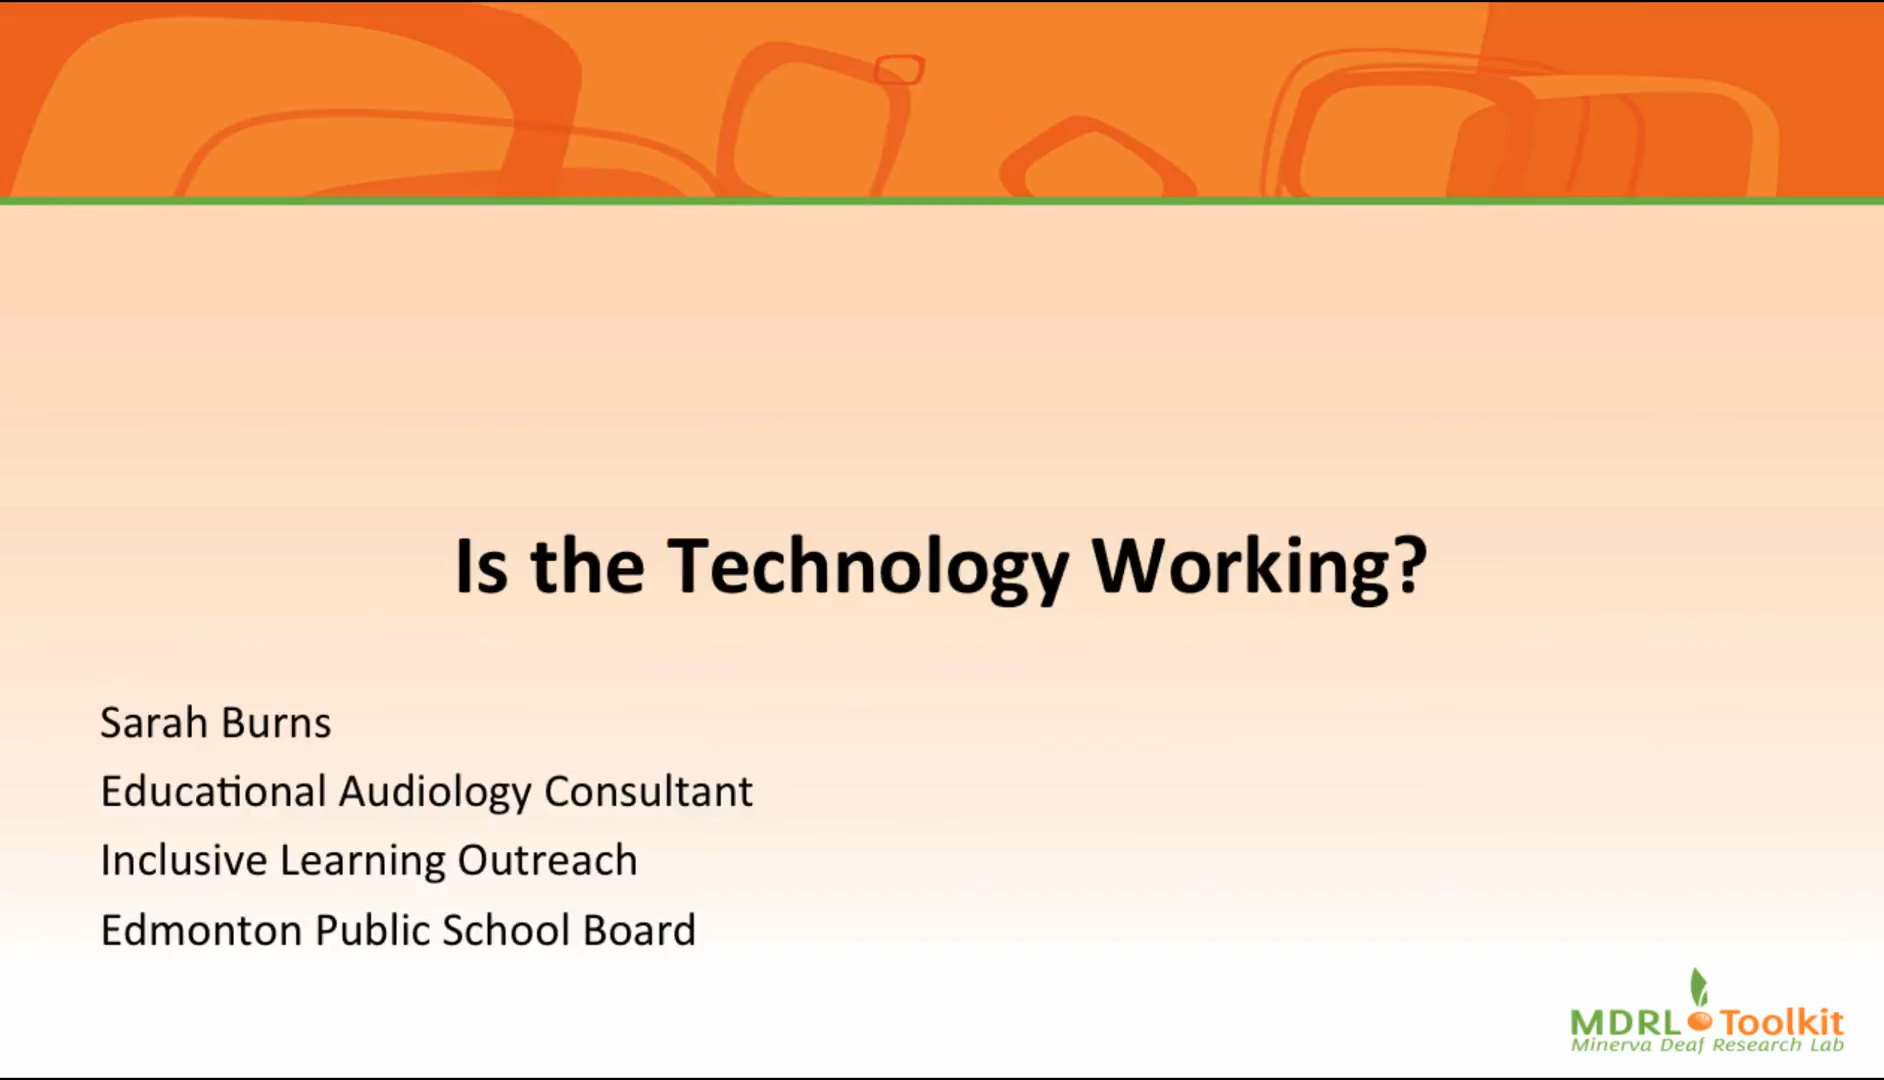 Is the Technology Working?
Sarah Burns
Educational Audiology Consultant
Inclusive Learning Outreach
Edmonton Public School Board
MDRL Toolkit
Minerva Deaf Research Lab